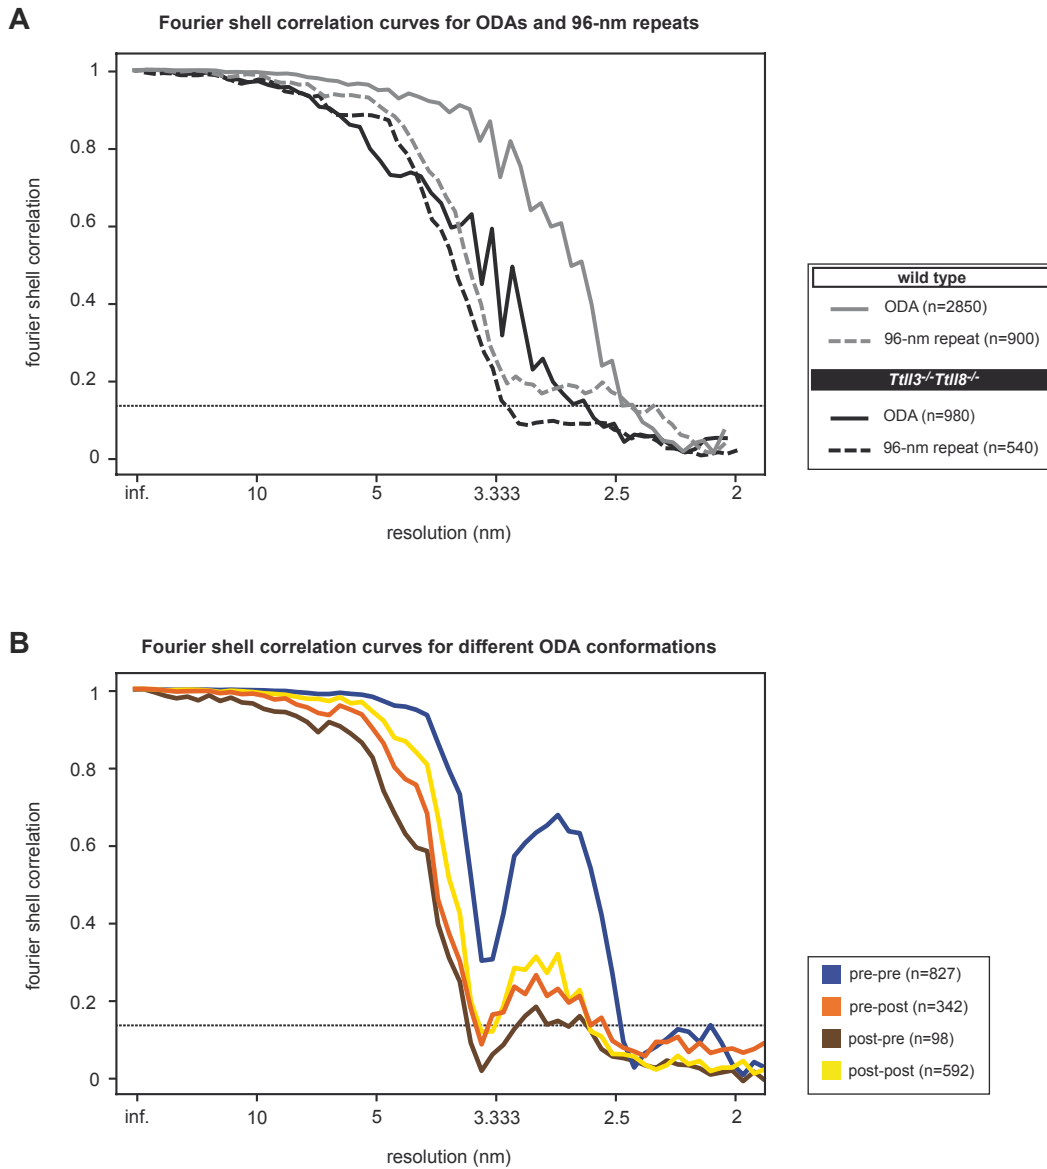 A
Fourier shell correlation curves for ODAs and 96-nm repeats
1
0.8
0.6
0.4
0.2
0
fourier shell correlation
inf.
10
5
3.333
2.5
2
resolution (nm)
wild type
ODA (n=2850)
96-nm repeat (n=900)
Ttll3-/-Ttll8-/-
ODA (n=980)
96-nm repeat (n=540)
B
Fourier shell correlation curves for different ODA conformations
1
0.8
0.6
0.4
0.2
0
fourier shell correlation
inf.
10
5
3.333
2.5
2
resolution (nm)
pre-pre (n=827)
pre-post (n=342)
post-pre (n=98)
post-post (n=592)